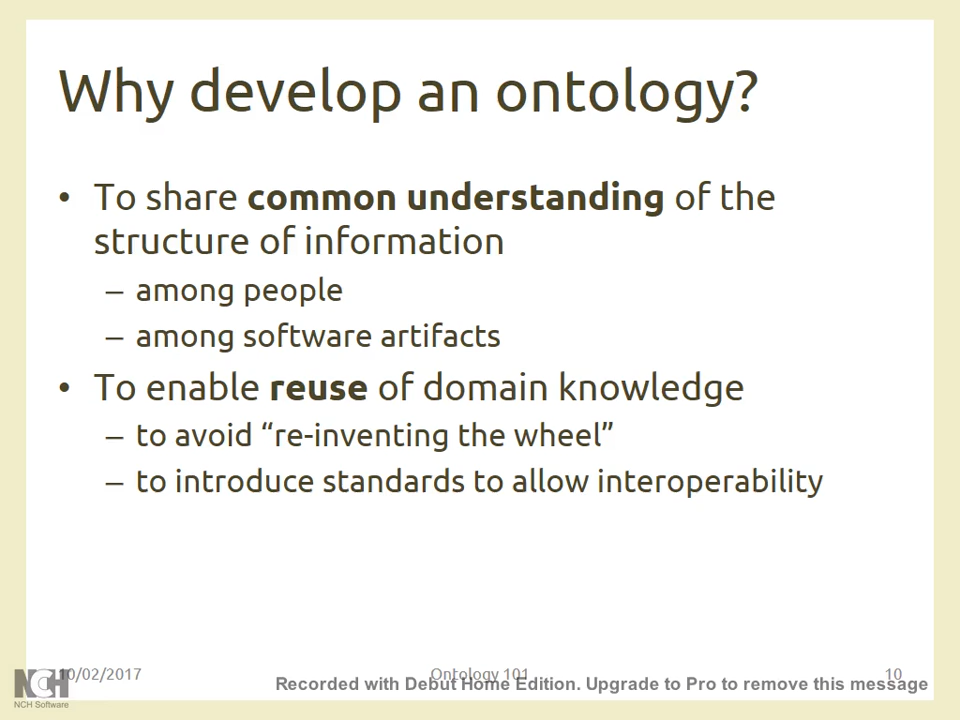 Why develop an ontology?
• To share common understanding of the
structure of information
– among people
– among software artifacts
• To enable reuse of domain knowledge
– to avoid “re-inventing the wheel”
– to introduce standards to allow interoperability
10/02/2017
Ontology 101
10
Recorded with Debut Home Edition. Upgrade to Pro to remove this message
NCH
NCH Software